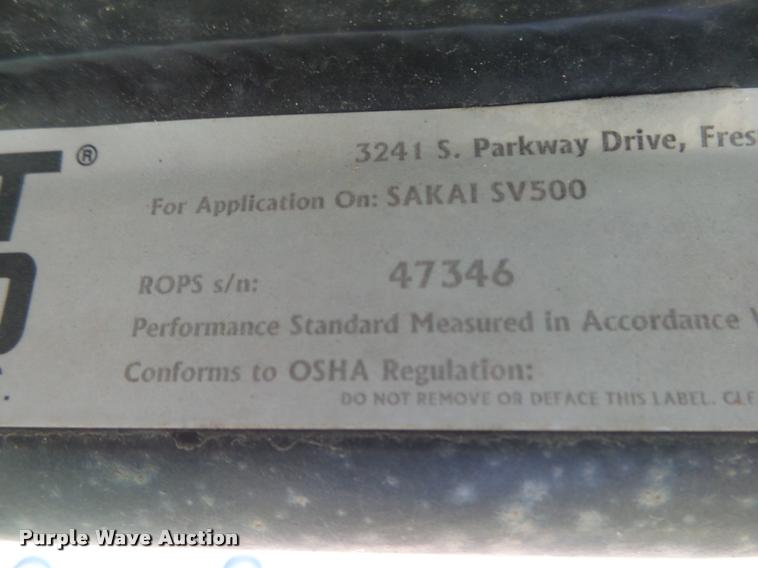 3241 S. Parkway Drive, Fres
T®
For Application On: SAKAI SV500
ROPS s/n: 47346
Performance Standard Measured in Accordance
Conforms to OSHA Regulation:
DO NOT REMOVE OR DEFACE THIS LABEL. CLE
Purple Wave Auction